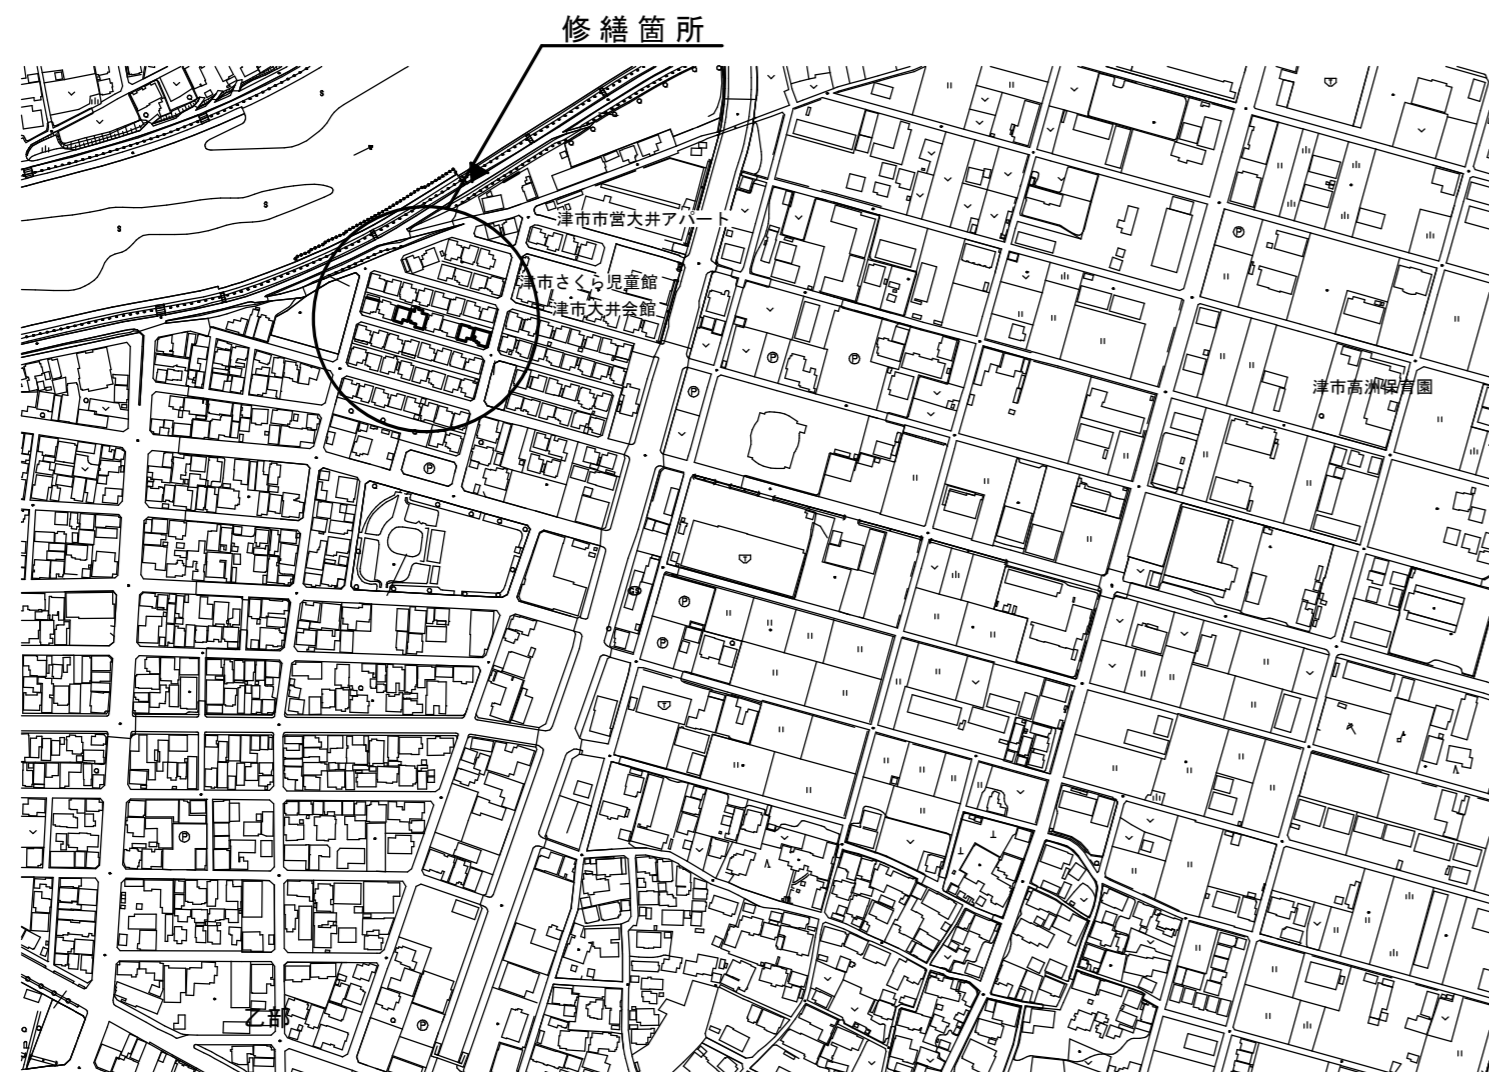 修繕箇所
津市市営大井アパート
津市さくら児童館
津市大井会館
津市高洲保育園
乙部